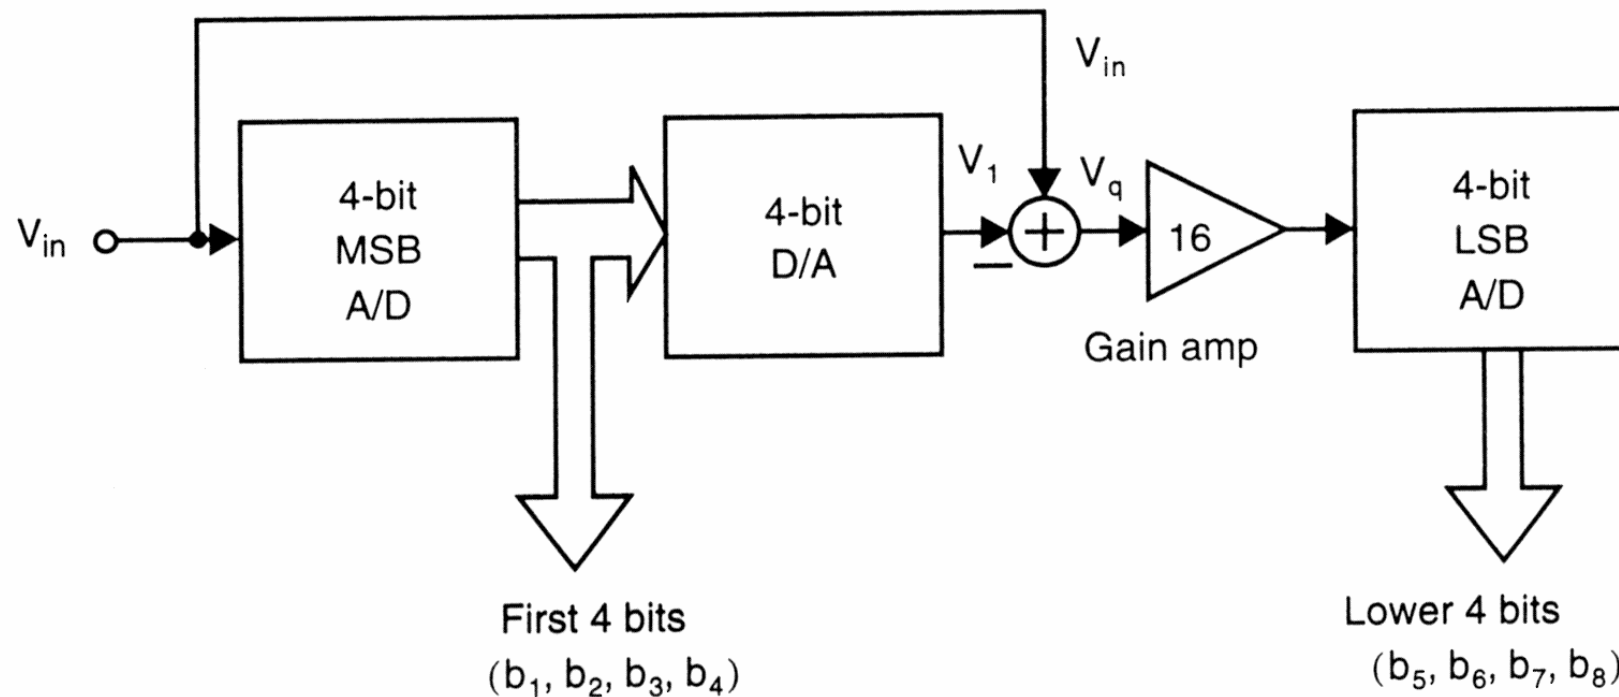 V_in
4-bit
MSB
A/D
4-bit
D/A
V_1
V_in
V_q
16
Gain amp
4-bit
LSB
A/D
First 4 bits
(b_1, b_2, b_3, b_4)
Lower 4 bits
(b_5, b_6, b_7, b_8)